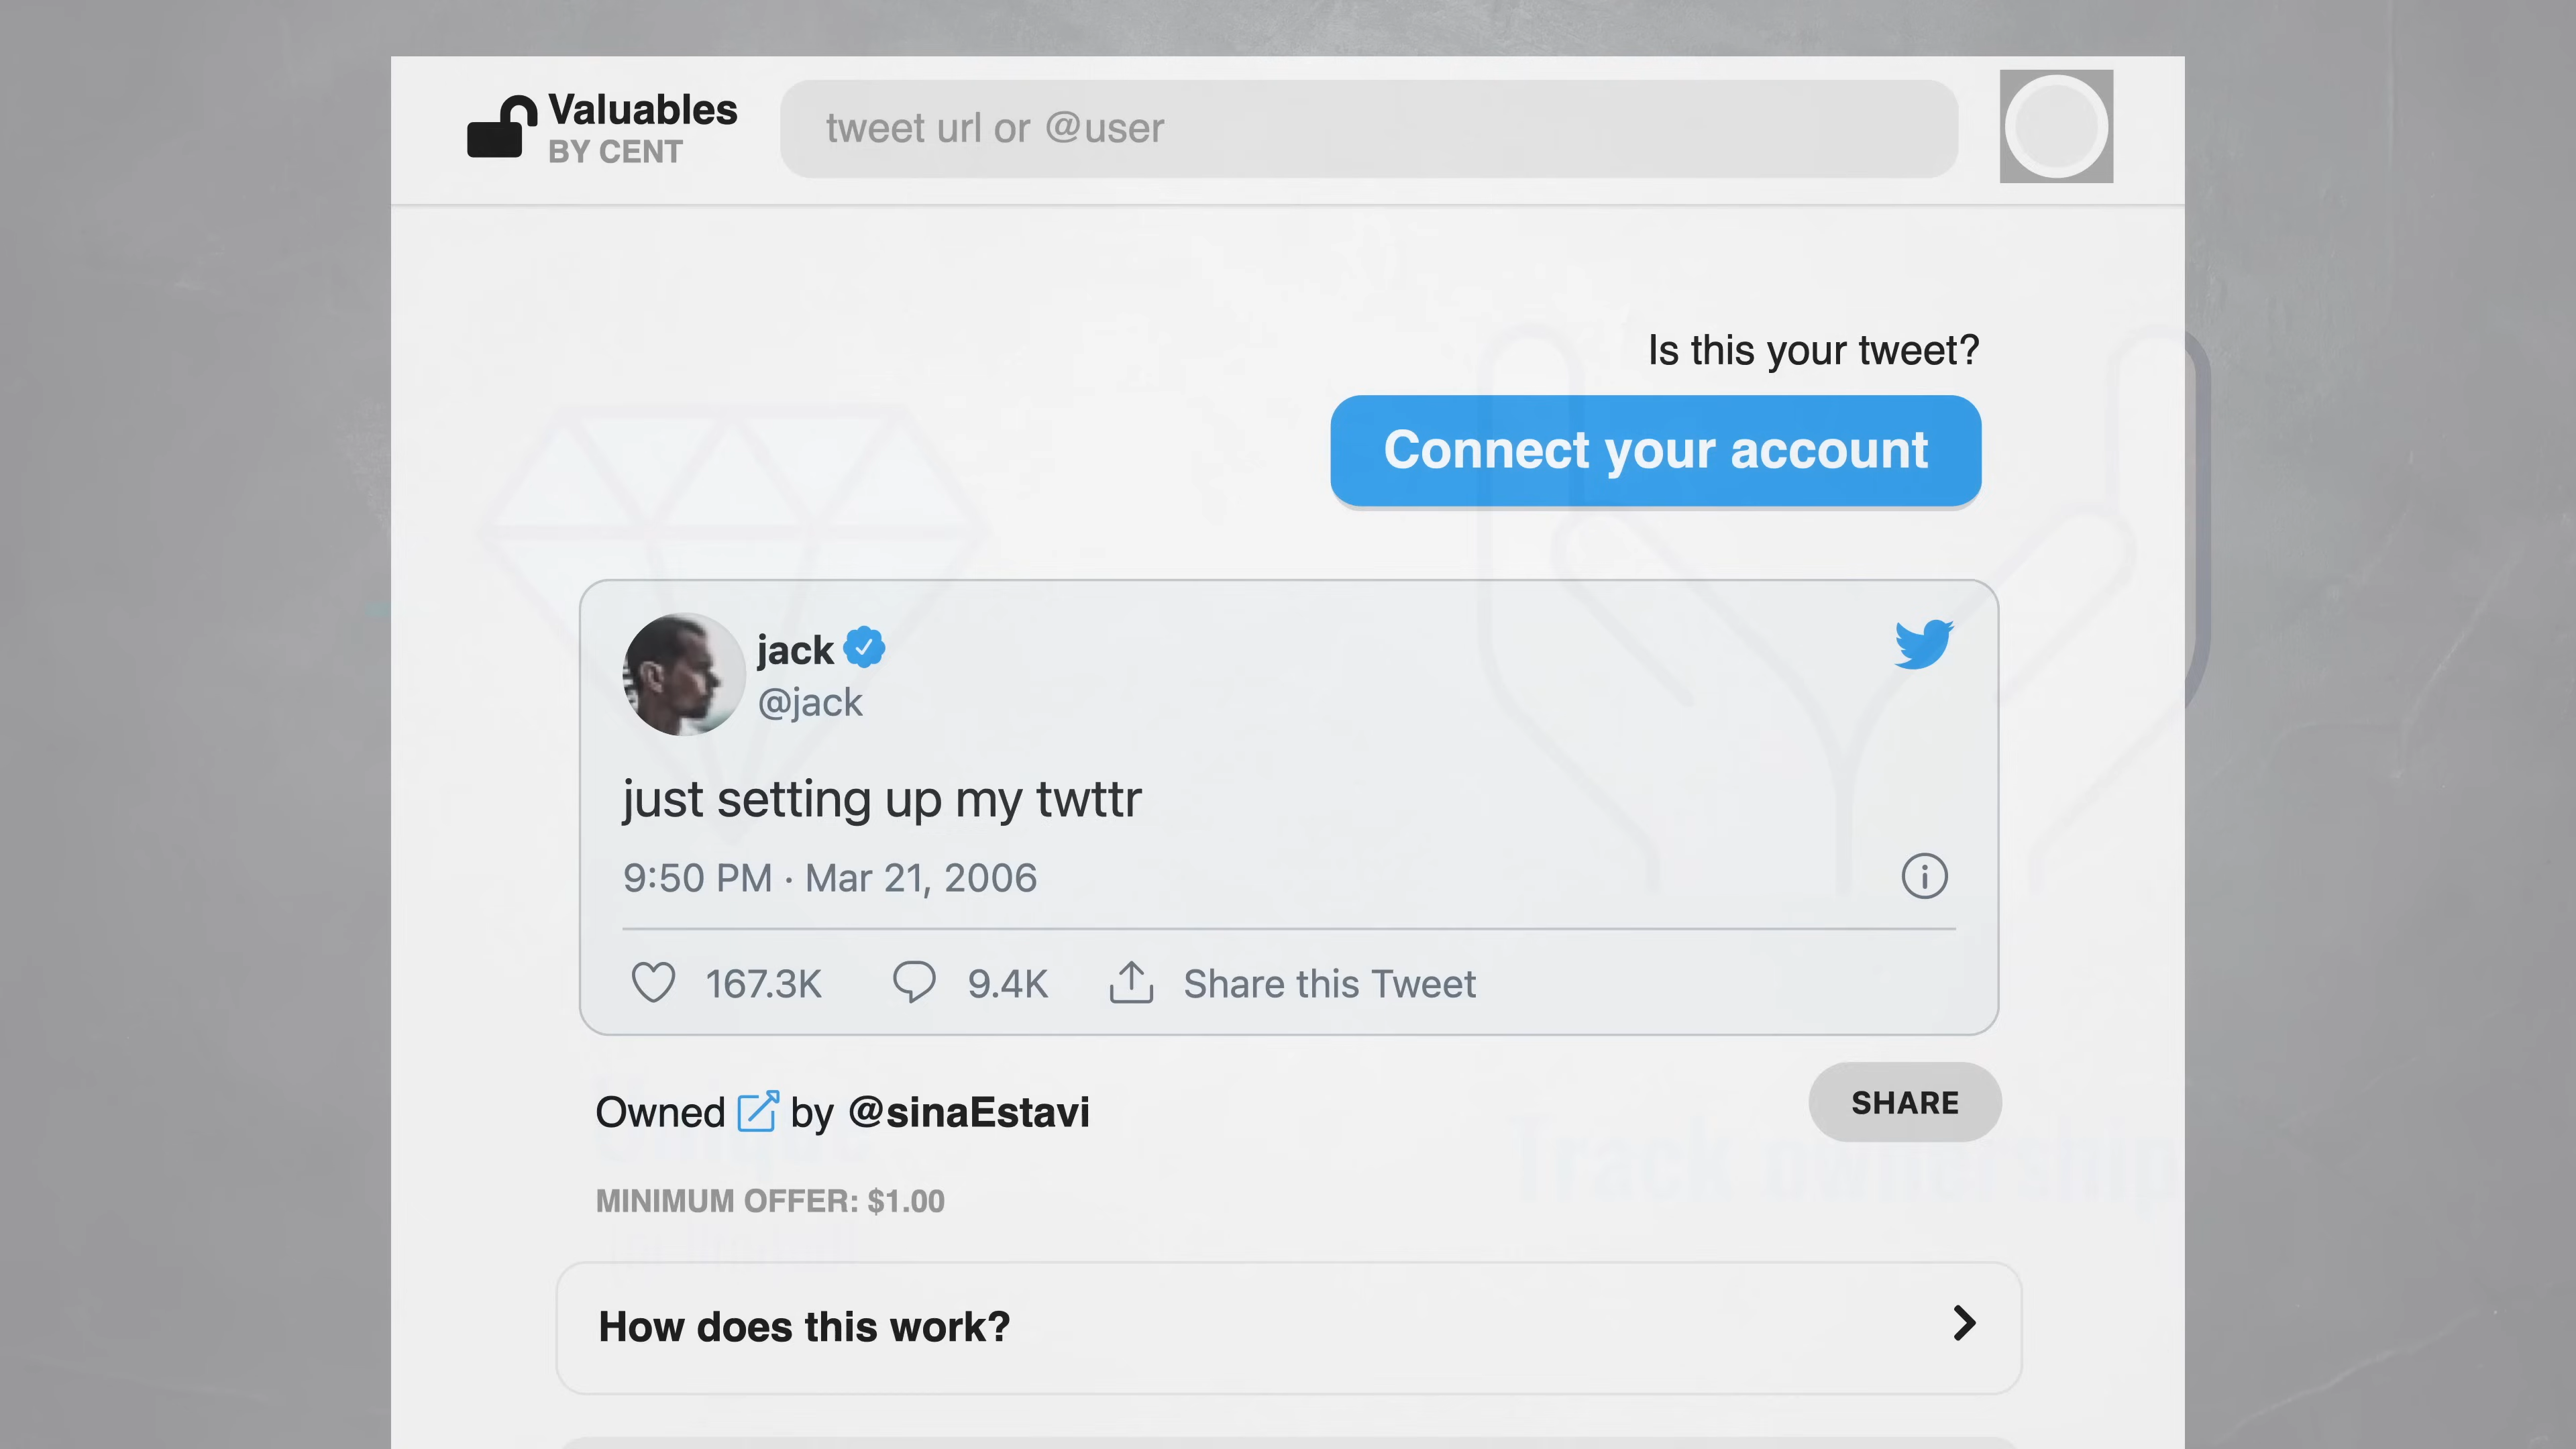 Valuables
BY CENT
tweet url or @user
Is this your tweet?
Connect your account
jack
@jack
just setting up my twttr
9:50 PM · Mar 21, 2006
167.3K 9.4K Share this Tweet
Owned by @sinaEstavi
SHARE
Track ownership
MINIMUM OFFER: $1.00
How does this work?